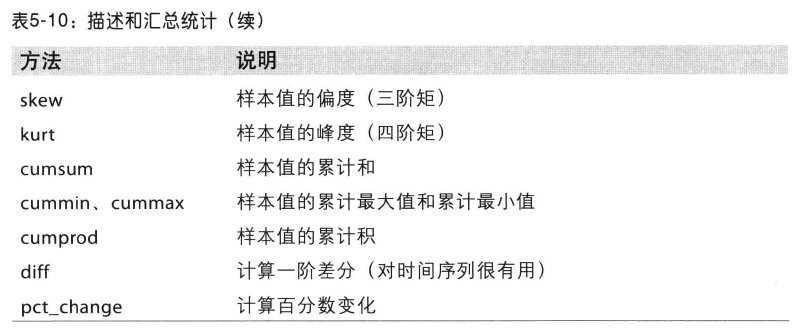 表5-10：描述和汇总统计（续）
方法 说明
skew 样本值的偏度（三阶矩）
kurt 样本值的峰度（四阶矩）
cumsum 样本值的累计和
cummin、cummax 样本值的累计最大值和累计最小值
cumprod 样本值的累计积
diff 计算一阶差分（对时间序列很有用）
pct_change 计算百分数变化